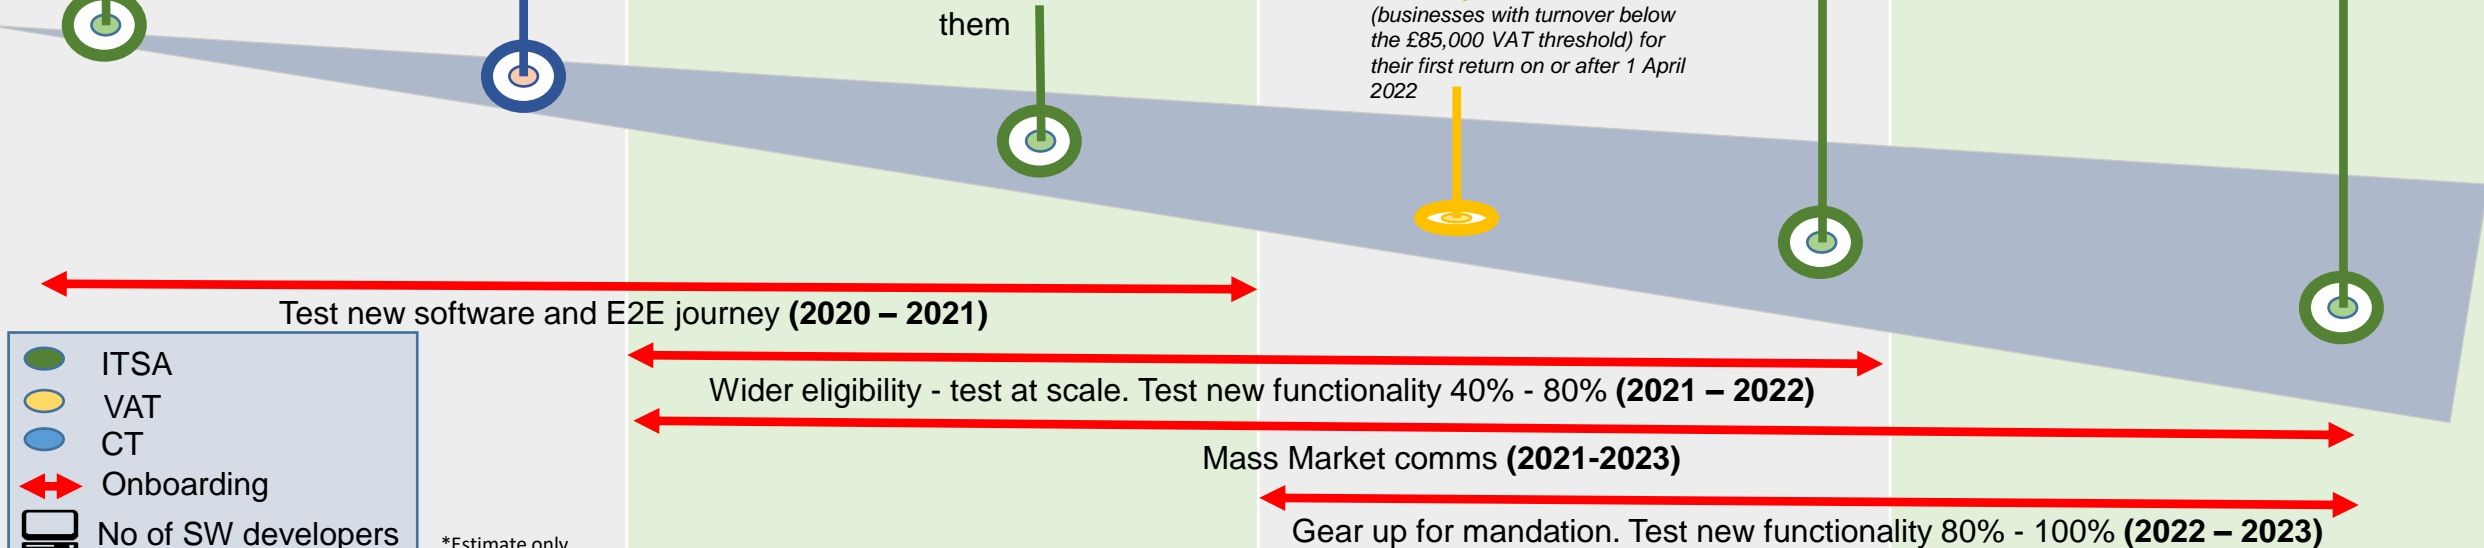 them
(businesses with turnover below
the £85,000 VAT threshold) for
their first return on or after 1 April
2022
Test new software and E2E journey (2020 – 2021)
Wider eligibility - test at scale. Test new functionality 40% - 80% (2021 – 2022)
Mass Market comms (2021-2023)
Gear up for mandation. Test new functionality 80% - 100% (2022 – 2023)
ITSA
VAT
CT
Onboarding
No of SW developers
*Estimate only